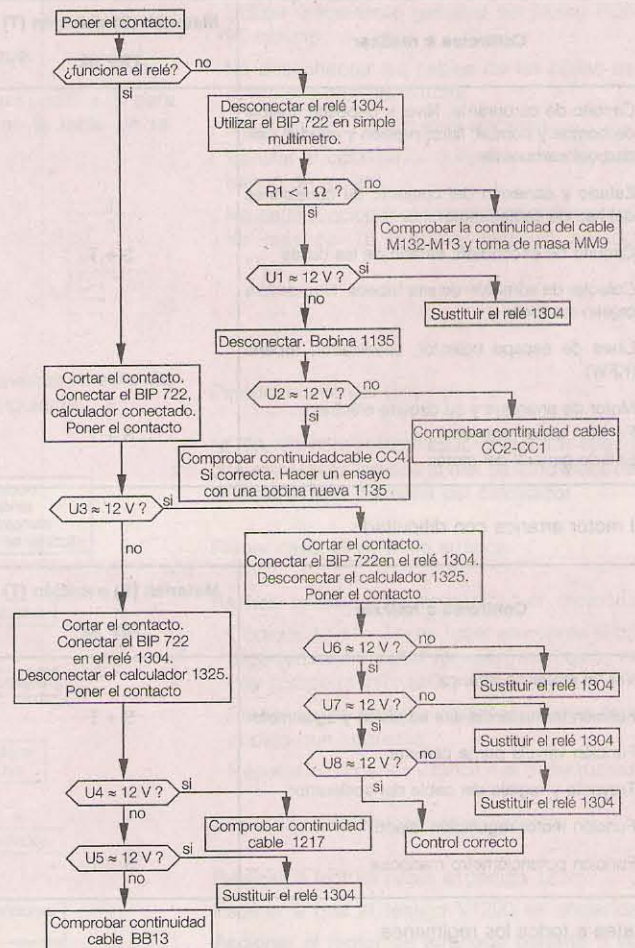 Poner el contacto.
¿funciona el relé?
no
si
Desconectar el relé 1304.
Utilizar el BIP 722 en simple
multímetro.
R1 < 1 Ω ?
no
si
Comprobar la continuidad del cable
M132-M13 y toma de masa MM9
U1 ≈ 12 V ?
si
no
Sustituir el relé 1304
Desconectar. Bobina 1135
Cortar el contacto.
Conectar el BIP 722,
calculador conectado.
Poner el contacto
U2 ≈ 12 V ?
no
si
Comprobar continuidad cables
CC2-CC1
Comprobar continuidadcable CC4.
Si correcta. Hacer un ensayo
con una bobina nueva 1135
U3 ≈ 12 V ?
si
no
Cortar el contacto.
Conectar el BIP 722en el relé 1304.
Desconectar el calculador 1325.
Poner el contacto
Cortar el contacto.
Conectar el BIP 722
en el relé 1304.
Desconectar el calculador 1325.
Poner el contacto
U6 ≈ 12 V ?
no
si
Sustituir el relé 1304
U7 ≈ 12 V ?
no
si
Sustituir el relé 1304
U8 ≈ 12 V ?
no
si
Sustituir el relé 1304
Control correcto
U4 ≈ 12 V ?
si
no
Comprobar continuidad
cable 1217
U5 ≈ 12 V ?
si
no
Sustituir el relé 1304
Comprobar continuidad
cable BB13